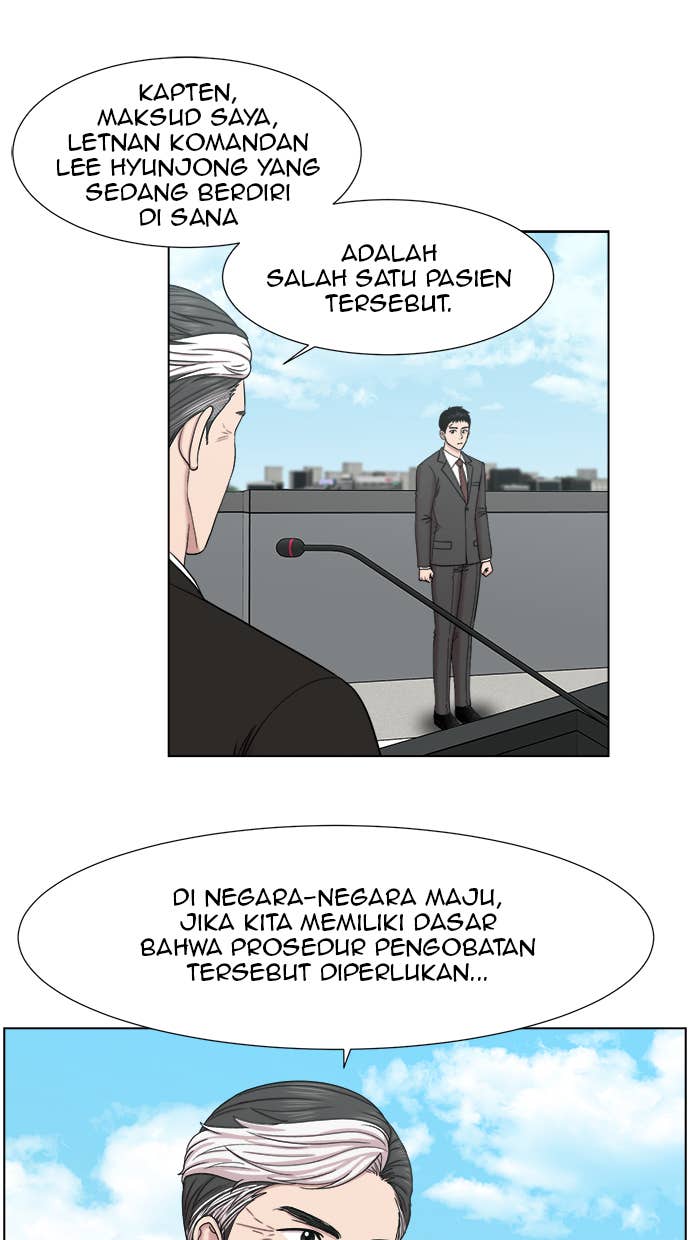 KAPTEN,
MAKSUD SAYA,
LETNAN KOMANDAN
LEE HYUNJONG YANG
SEDANG BERDIRI
DI SANA
ADALAH
SALAH SATU PASIEN
TERSEBUT.
DI NEGARA-NEGARA MAJU,
JIKA KITA MEMILIKI DASAR
BAHWA PROSEDUR PENGOBATAN
TERSEBUT DIPERLUKAN...